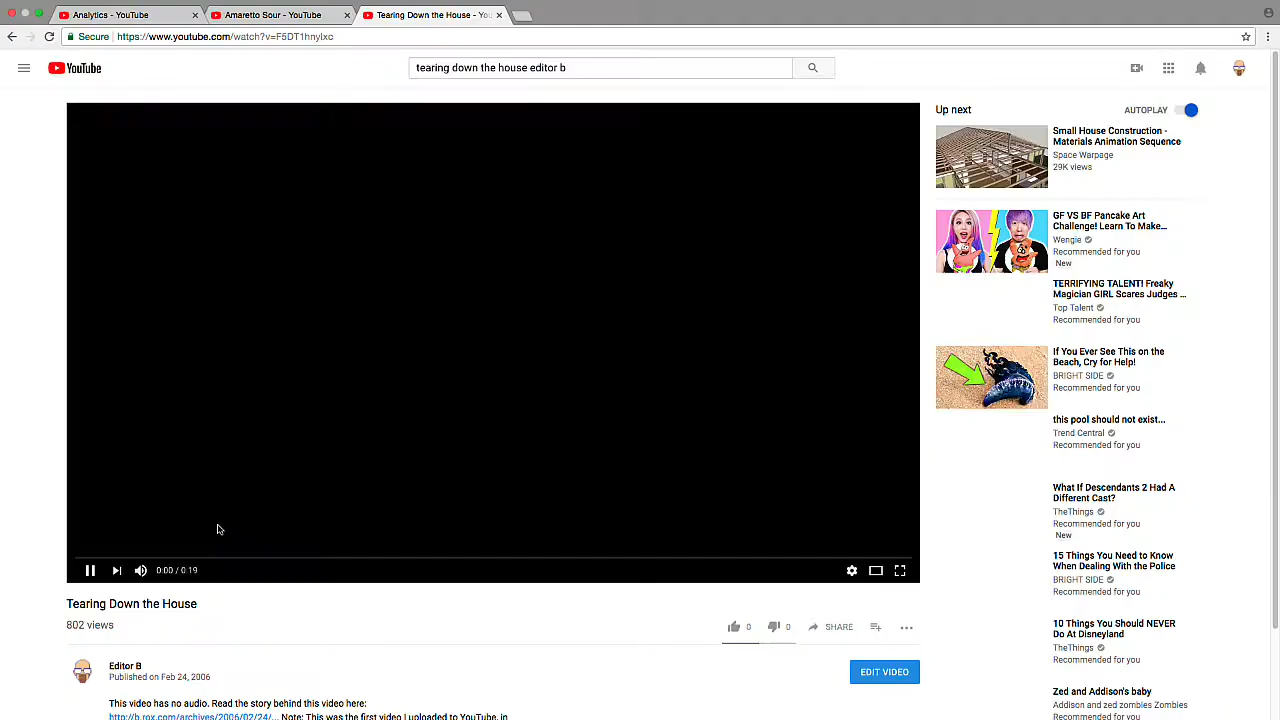 Analytics - YouTube
Amaretto Sour - YouTube
Tearing Down the House - You
Secure
https://www.youtube.com/watch?v=F5DT1hnylxc
YouTube
tearing down the house editor b
Up next
AUTOPLAY
Small House Construction -
Materials Animation Sequence
Space Warpage
29K views
GF VS BF Pancake Art
Challenge! Learn To Make...
Wengie
Recommended for you
New
TERRIFYING TALENT! Freaky
Magician GIRL Scares Judges ...
Top Talent
Recommended for you
If You Ever See This on the
Beach, Cry for Help!
BRIGHT SIDE
Recommended for you
this pool should not exist...
Trend Central
Recommended for you
What If Descendants 2 Had A
Different Cast?
TheThings
Recommended for you
New
15 Things You Need to Know
When Dealing With the Police
BRIGHT SIDE
Recommended for you
10 Things You Should NEVER
Do At Disneyland
TheThings
Recommended for you
Zed and Addison's baby
Addison and zed zombies Zombies
Recommended for you
0:00 / 0:19
Tearing Down the House
802 views
0
0
SHARE
Editor B
Published on Feb 24, 2006
EDIT VIDEO
This video has no audio. Read the story behind this video here:
http://b.rox.com/archives/2006/02/24/... Note: This was the first video I uploaded to YouTube, in